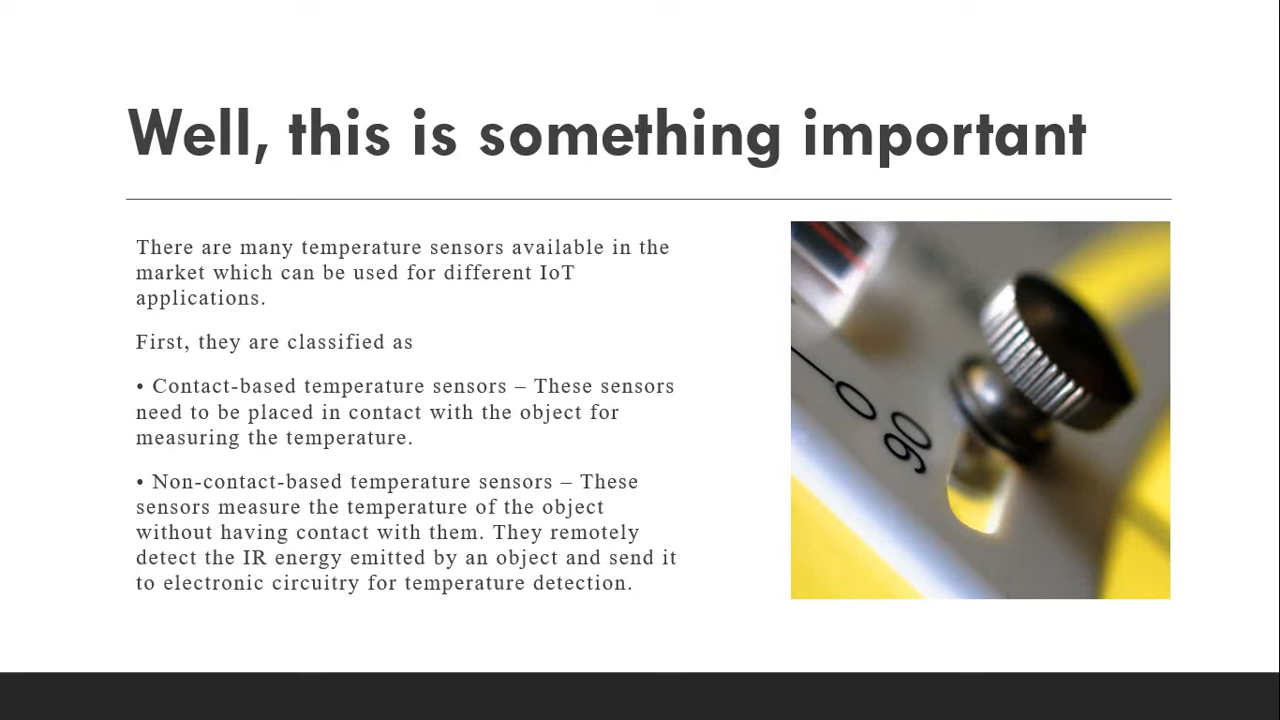 Well, this is something important
There are many temperature sensors available in the
market which can be used for different IoT
applications.
First, they are classified as
• Contact-based temperature sensors – These sensors
need to be placed in contact with the object for
measuring the temperature.
• Non-contact-based temperature sensors – These
sensors measure the temperature of the object
without having contact with them. They remotely
detect the IR energy emitted by an object and send it
to electronic circuitry for temperature detection.
0
90